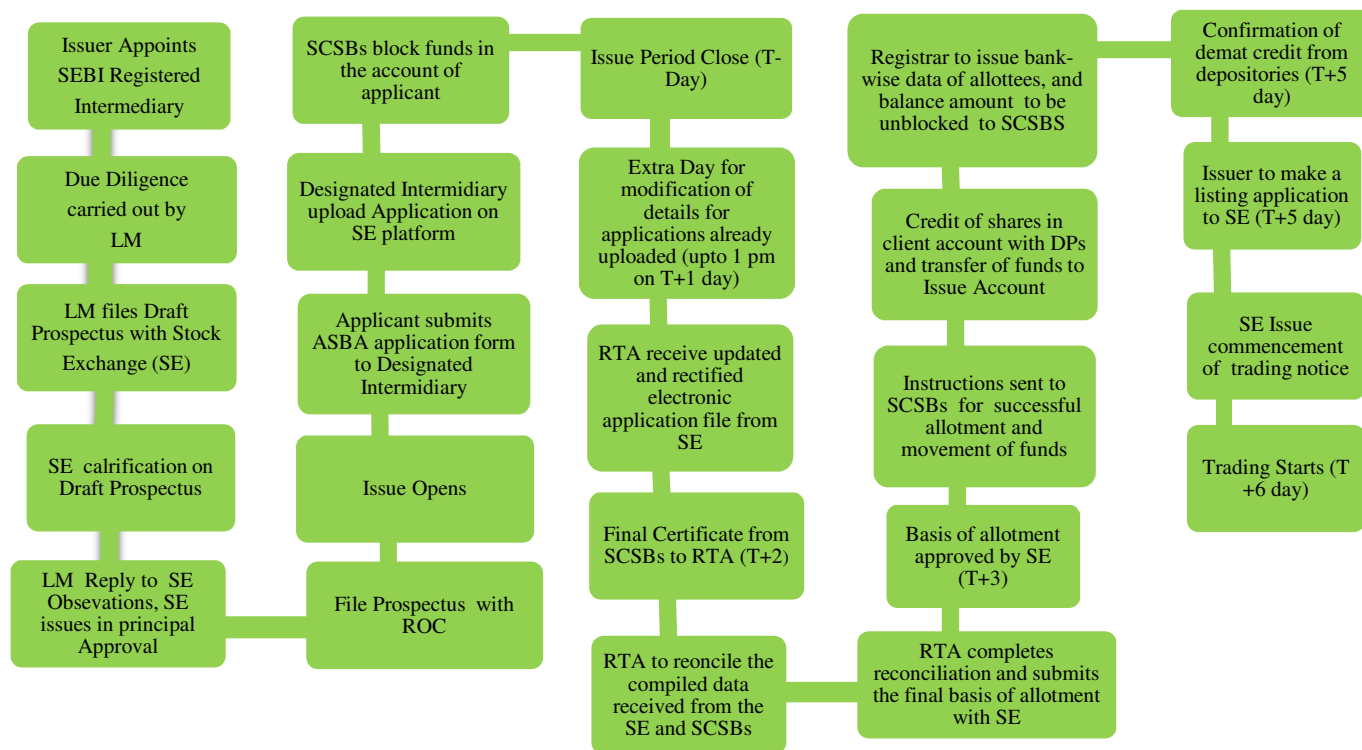 Issuer Appoints
SEBI Registered
Intermediary
Due Diligence
carried out by
LM
LM files Draft
Prospectus with Stock
Exchange (SE)
SE calrification on
Draft Prospectus
LM Reply to SE
Obsevations, SE
issues in principal
Approval
File Prospectus with
ROC
Issue Opens
Applicant submits
ASBA application form
to Designated
Intermidiary
Designated Intermidiary
upload Application on
SE platform
SCSBs block funds in
the account of
applicant
Issue Period Close (T-
Day)
Extra Day for
modification of
details for
applications already
uploaded (upto 1 pm
on T+1 day)
RTA receive updated
and rectified
electronic
application file from
SE
Final Certificate from
SCSBs to RTA (T+2)
RTA to reconcile the
compiled data
received from the
SE and SCSBs
RTA completes
reconciliation and submits
the final basis of allotment
with SE
Basis of allotment
approved by SE
(T+3)
Instructions sent to
SCSBs for successful
allotment and
movement of funds
Credit of shares in
client account with DPs
and transfer of funds to
Issue Account
Registrar to issue bank-
wise data of allottees, and
balance amount to be
unblocked to SCSBS
Confirmation of
demat credit from
depositories (T+5
day)
Issuer to make a
listing application
to SE (T+5 day)
SE Issue
commencement
of trading notice
Trading Starts (T
+6 day)